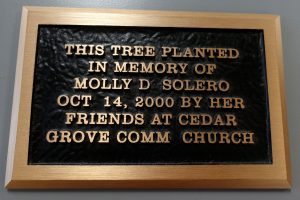 THIS TREE PLANTED
IN MEMORY OF
MOLLY D SOLERO
OCT 14, 2000 BY HER
FRIENDS AT CEDAR
GROVE COMM CHURCH